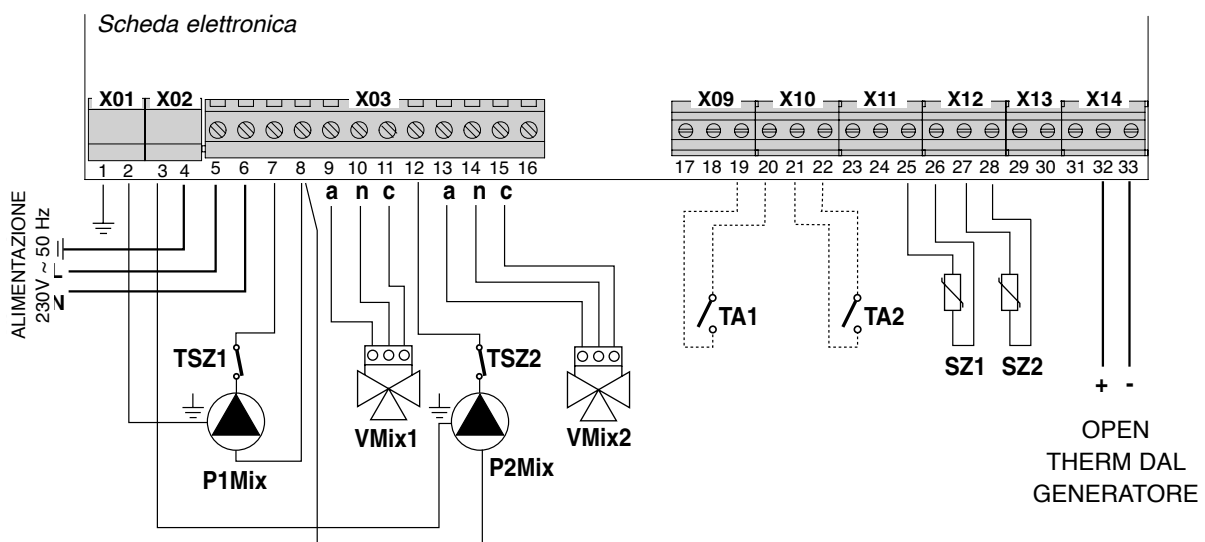 Scheda elettronica
X01 X02 X03 X09 X10 X11 X12 X13 X14
1 2 3 4 5 6 7 8 9 10 11 12 13 14 15 16 17 18 19 20 21 22 23 24 25 26 27 28 29 30 31 32 33
a n c a n c
ALIMENTAZIONE
230V ~ 50 Hz
L
N
TSZ1 TSZ2 TA1 TA2
SZ1 SZ2
+ -
VMix1 VMix2
P1Mix P2Mix
OPEN
THERM DAL
GENERATORE